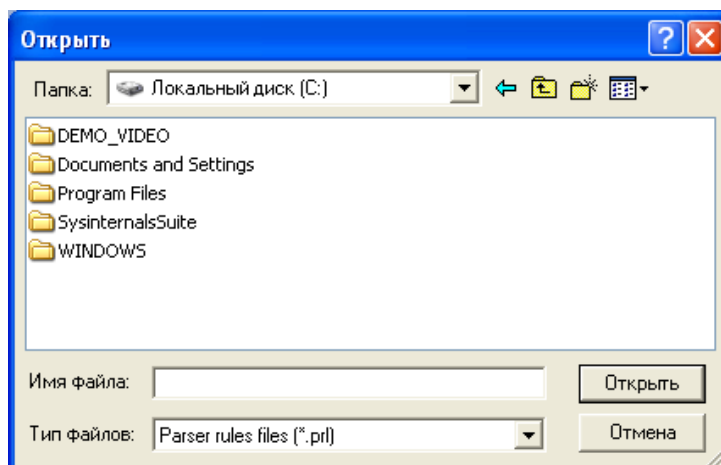 Открыть
Папка: Локальный диск (C:)
DEMO_VIDEO
Documents and Settings
Program Files
SysinternalsSuite
WINDOWS
Имя файла: Открыть
Тип файлов: Parser rules files (*.prl) Отмена